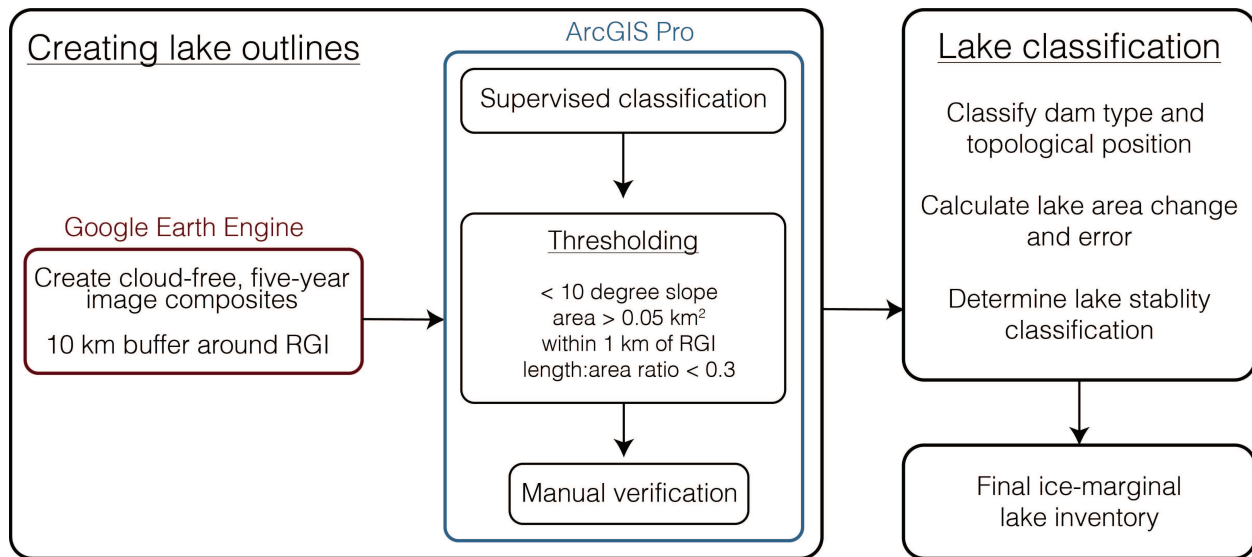 Creating lake outlines
Google Earth Engine
Create cloud-free, five-year
image composites
10 km buffer around RGI
ArcGIS Pro
Supervised classification
Thresholding
< 10 degree slope
area > 0.05 km²
within 1 km of RGI
length:area ratio < 0.3
Manual verification
Lake classification
Classify dam type and
topological position
Calculate lake area change
and error
Determine lake stablity
classification
Final ice-marginal
lake inventory